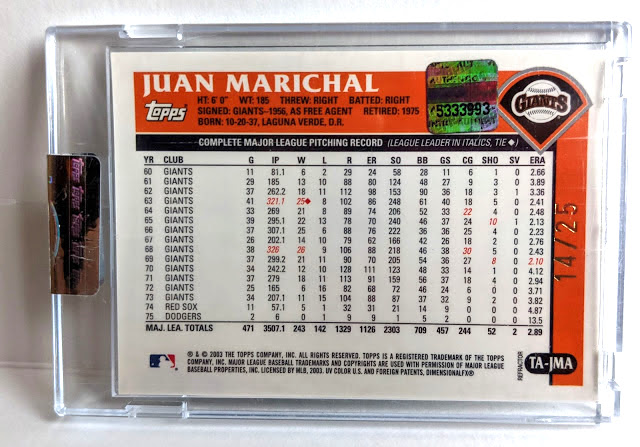 JUAN MARICHAL
topps
HT: 6' 0" WT: 185 THREW: RIGHT BATTED: RIGHT
SIGNED: GIANTS–1956, AS FREE AGENT RETIRED: 1975
BORN: 10-20-37, LAGUNA VERDE, D.R.
5333993
GIANTS
COMPLETE MAJOR LEAGUE PITCHING RECORD (LEAGUE LEADER IN ITALICS, TIE ◆)
YR CLUB G IP W L R ER SO BB GS CG SHO SV ERA
60 GIANTS 11 81.1 6 2 29 24 58 28 11 6 1 0 2.66
61 GIANTS 29 185 13 10 88 80 124 48 27 9 3 0 3.89
62 GIANTS 37 262.2 18 11 112 98 153 90 36 18 3 1 3.36
63 GIANTS 41 321.1 25◆ 8 102 86 248 61 40 18 5 0 2.41
64 GIANTS 33 269 21 8 89 74 206 52 33 22 4 0 2.48
65 GIANTS 39 295.1 22 13 78 70 240 46 37 24 10 1 2.13
66 GIANTS 37 307.1 25 6 88 76 222 36 36 25 4 0 2.23
67 GIANTS 26 202.1 14 10 79 62 166 42 26 18 2 0 2.76
68 GIANTS 38 326 26 9 106 88 218 46 38 30 5 0 2.43
69 GIANTS 37 299.2 21 11 90 70 205 54 36 27 8 0 2.10
70 GIANTS 34 242.2 12 10 128 111 123 48 33 14 1 0 4.12
71 GIANTS 37 279 18 11 113 91 159 56 37 18 4 0 2.94
72 GIANTS 25 165 6 16 82 68 72 46 24 6 0 0 3.71
73 GIANTS 34 207.1 11 15 104 88 87 37 32 9 2 0 3.82
74 RED SOX 11 57.1 5 1 32 31 21 14 9 0 0 0 4.87
75 DODGERS 2 6 0 1 9 9 1 5 2 0 0 0 13.5
MAJ. LEA. TOTALS 471 3507.1 243 142 1329 1126 2303 709 457 244 52 2 2.89
14/25
® & © 2003 THE TOPPS COMPANY, INC. ALL RIGHTS RESERVED. TOPPS IS A REGISTERED TRADEMARK OF THE TOPPS
COMPANY, INC. MAJOR LEAGUE BASEBALL TRADEMARKS AND COPYRIGHTS ARE USED WITH PERMISSION OF MAJOR LEAGUE
BASEBALL PROPERTIES, INC. LICENSED BY MLB, 2003. UV COLOR U.S. AND FOREIGN PATENTS, DIMENSIONALFX®
REFRACTOR
TA-JMA